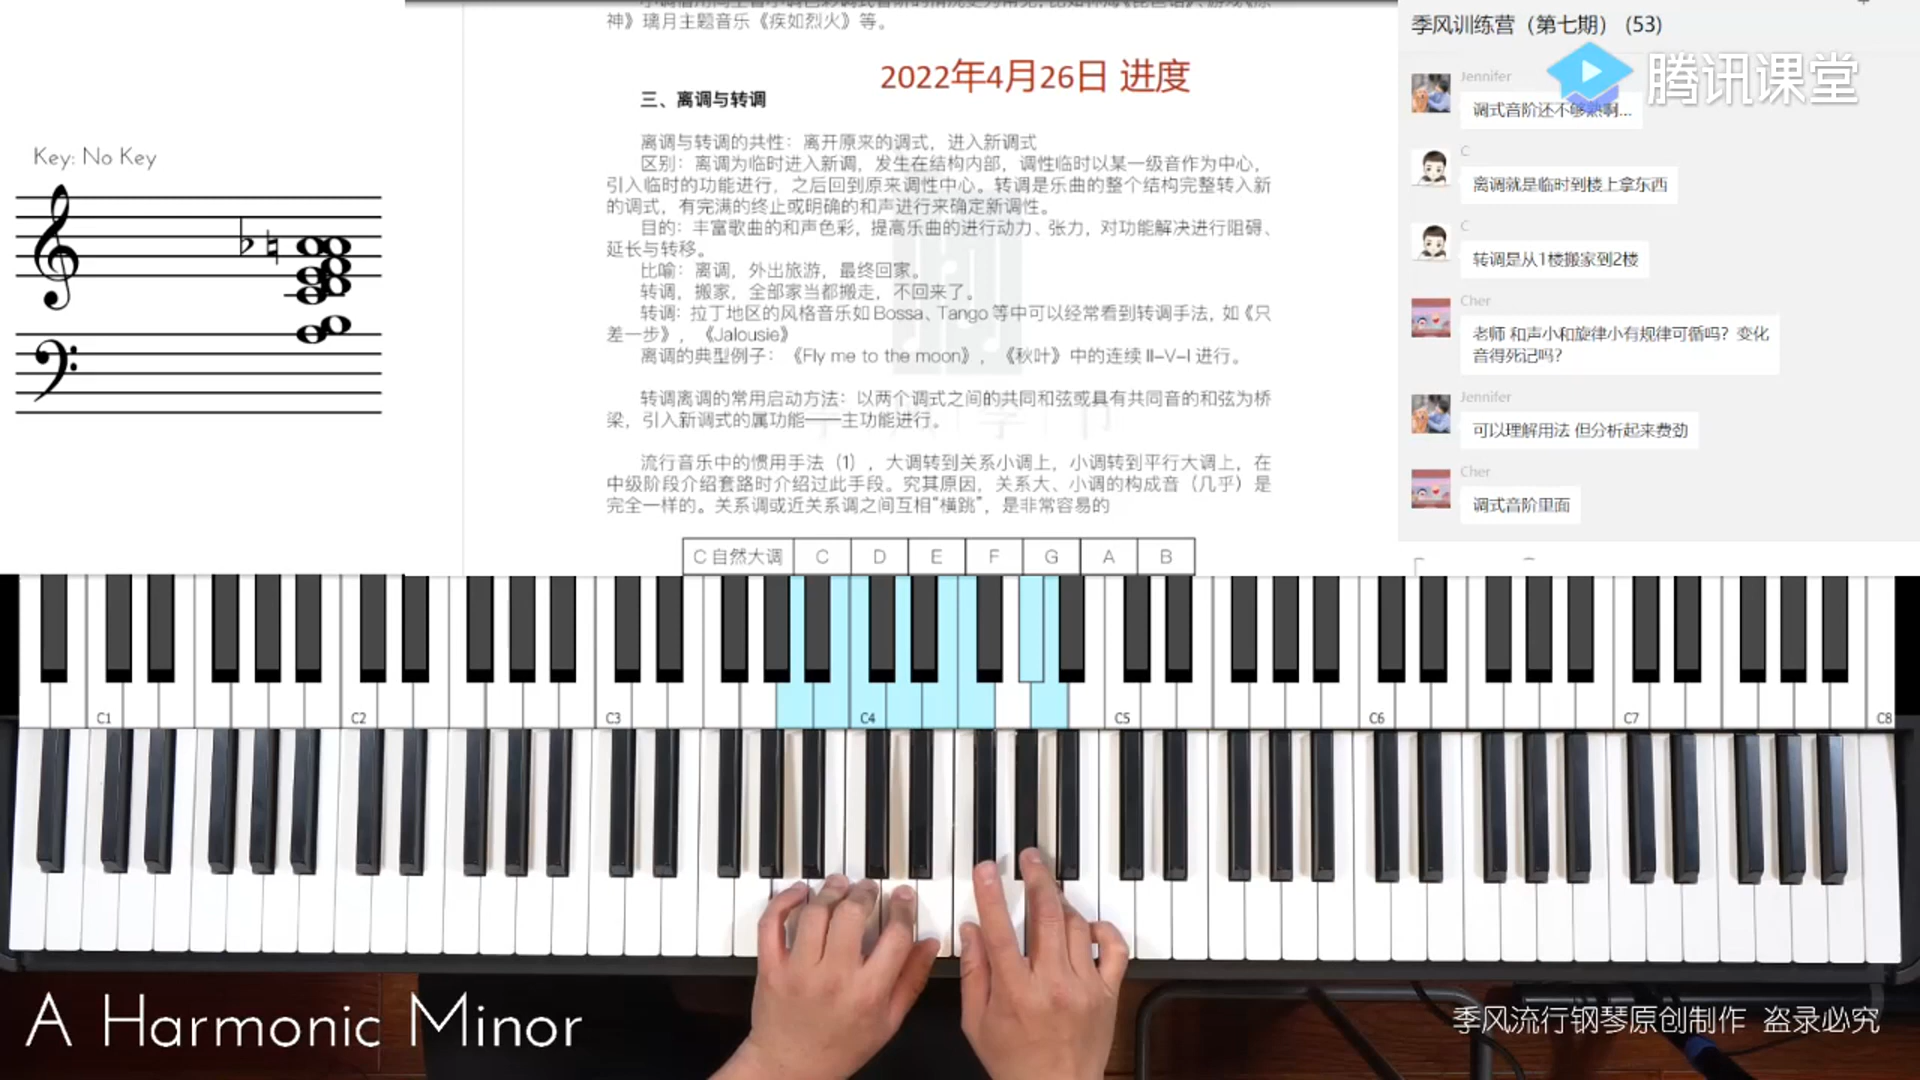 神》璃月主题音乐《疾如烈火》等。
2022年4月26日 进度
三、离调与转调
离调与转调的共性：离开原来的调式，进入新调式
区别：离调为临时进入新调，发生在结构内部，调性临时以某一级音作为中心，
引入临时的功能进行，之后回到原来调性中心。转调是乐曲的整个结构完整转入新
的调式，有完满的终止或明确的和声进行来确定新调性。
目的：丰富歌曲的和声色彩，提高乐曲的进行动力、张力，对功能解决进行阻碍、
延长与转移。
比喻：离调，外出旅游，最终回家。
转调，搬家，全部家当都搬走，不回来了。
转调：拉丁地区的风格音乐如 Bossa、Tango 等中可以经常看到转调手法，如《只
差一步》，《Jalousie》
离调的典型例子：《Fly me to the moon》，《秋叶》中的连续 II–V–I 进行。
转调离调的常用启动方法：以两个调式之间的共同和弦或具有共同音的和弦为桥
梁，引入新调式的属功能——主功能进行。
流行音乐中的惯用手法（1），大调转到关系小调上，小调转到平行大调上，在
中级阶段介绍套路时介绍过此手段。究其原因，关系大、小调的构成音（几乎）是
完全一样的。关系调或近关系调之间互相“横跳”，是非常容易的
C 自然大调 C D E F G A B
Key: No Key
季风训练营（第七期） (53)
腾讯课堂
Jennifer
调式音阶还不够熟啊...
C
离调就是临时到楼上拿东西
C
转调是从1楼搬家到2楼
Cher
老师 和声小和旋律小有规律可循吗？变化
音得死记吗？
Jennifer
可以理解用法 但分析起来费劲
Cher
调式音阶里面
C1 C2 C3 C4 C5 C6 C7 C8
A Harmonic Minor
季风流行钢琴原创制作 盗录必究